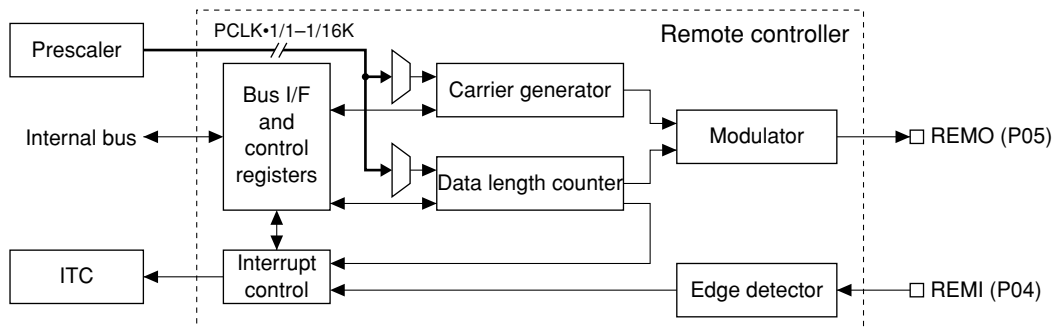 PCLK•1/1–1/16K
Remote controller
Prescaler
Bus I/F
and
control
registers
Carrier generator
Internal bus
Modulator
REMO (P05)
Data length counter
ITC
Interrupt
control
Edge detector
REMI (P04)